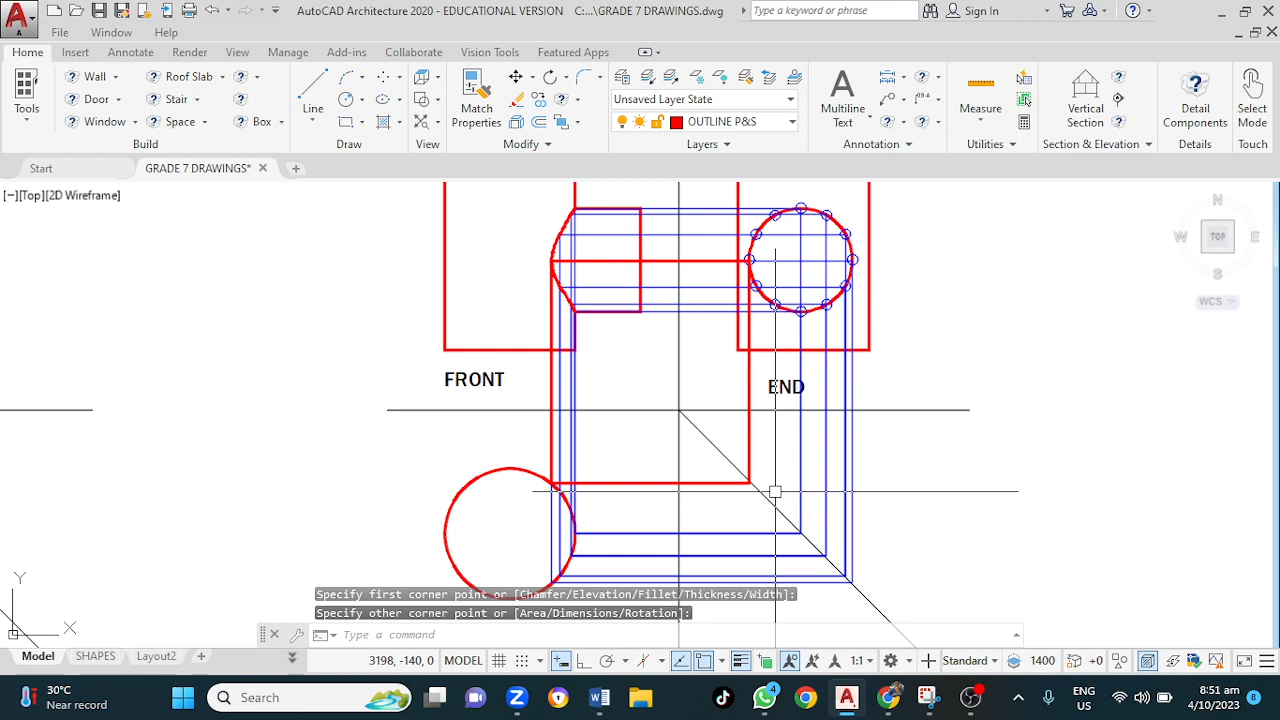 AutoCAD Architecture 2020 - EDUCATIONAL VERSION C:\...\GRADE 7 DRAWINGS.dwg
Type a keyword or phrase
Sign In
File Window Help
Home Insert Annotate Render View Manage Add-ins Collaborate Vision Tools Featured Apps
Tools
Wall
Door
Window
Roof Slab
Stair
Space
Box
Line
Match
Properties
Unsaved Layer State
OUTLINE P&S
Multiline
Text
Measure
Vertical
Section
Detail
Components
Select
Mode
Build Draw View Modify Layers Annotation Utilities Section & Elevation Details Touch
Start GRADE 7 DRAWINGS*
[−][Top][2D Wireframe]
N
W TOP E
S
WCS
FRONT
END
Y
X
Specify first corner point or [Chamfer/Elevation/Fillet/Thickness/Width]:
Specify other corner point or [Area/Dimensions/Rotation]:
Type a command
Model SHAPES Layout2
3198, -140, 0 MODEL 1:1 Standard 1400 +0
30°C
Near record
Search
4
US
8:51 am
4/10/2023
8